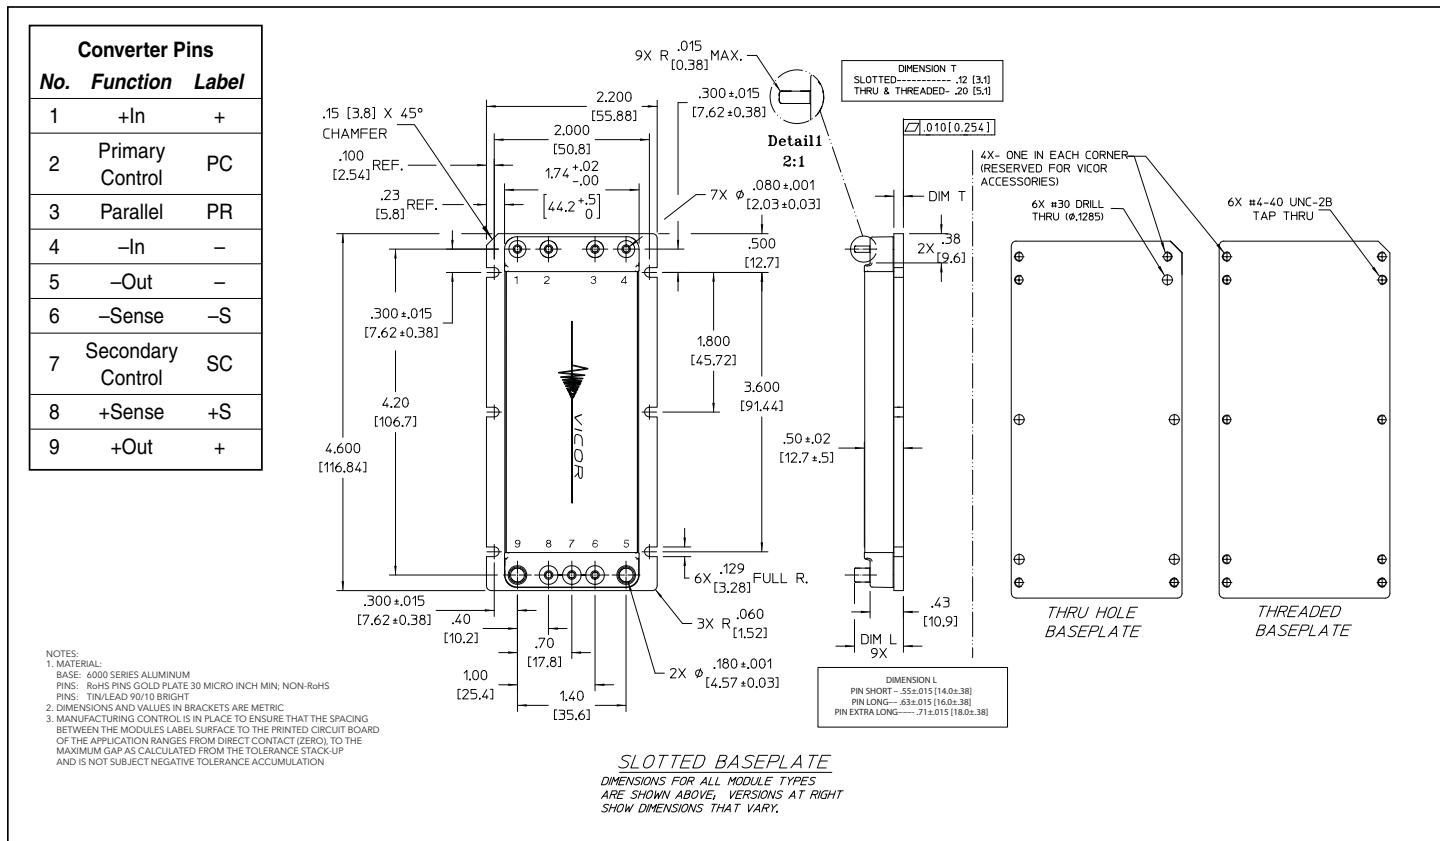 Converter Pins
No. Function Label
1 +In +
2 Primary Control PC
3 Parallel PR
4 –In –
5 –Out –
6 –Sense –S
7 Secondary Control SC
8 +Sense +S
9 +Out +
9X R .015 [0.38] MAX.
DIMENSION T
SLOTTED----------- .12 [3.1]
THRU & THREADED- .20 [5.1]
.15 [3.8] X 45°
CHAMFER
2.200
[55.88]
.300 ±.015
[7.62 ±0.38]
2.000
[50.8]
Detail1
2:1
.010[0.254]
.100
[2.54] REF.
1.74 +.02 -.00
[44.2 +.5 0]
.23
[5.8] REF.
7X ø .080 ±.001
[2.03 ±0.03]
DIM T
4X- ONE IN EACH CORNER
(RESERVED FOR VICOR
ACCESSORIES)
6X #30 DRILL
THRU (ø.1285)
6X #4-40 UNC-2B
TAP THRU
.500
[12.7]
2X .38
[9.6]
1 2 3 4
.300 ±.015
[7.62 ±0.38]
1.800
[45.72]
4.20
[106.7]
3.600
[91.44]
4.600
[116.84]
VICOR
.50 ±.02
[12.7 ±.5]
9 8 7 6 5
6X .129
[3.28] FULL R.
.300 ±.015
[7.62 ±0.38]
.40
[10.2]
.70
[17.8]
3X R .060
[1.52]
.43
[10.9]
DIM L
9X
THRU HOLE
BASEPLATE
THREADED
BASEPLATE
1.00
[25.4]
1.40
[35.6]
2X ø .180 ±.001
[4.57 ±0.03]
DIMENSION L
PIN SHORT – .55±.015 [14.0±.38]
PIN LONG–– .63±.015 [16.0±.38]
PIN EXTRA LONG–––- .71±.015 [18.0±.38]
NOTES:
1. MATERIAL:
BASE: 6000 SERIES ALUMINUM
PINS: RoHS PINS GOLD PLATE 30 MICRO INCH MIN; NON-RoHS
PINS: TIN/LEAD 90/10 BRIGHT
2. DIMENSIONS AND VALUES IN BRACKETS ARE METRIC
3. MANUFACTURING CONTROL IS IN PLACE TO ENSURE THAT THE SPACING
BETWEEN THE MODULES LABEL SURFACE TO THE PRINTED CIRCUIT BOARD
OF THE APPLICATION RANGES FROM DIRECT CONTACT (ZERO), TO THE
MAXIMUM GAP AS CALCULATED FROM THE TOLERANCE STACK-UP
AND IS NOT SUBJECT NEGATIVE TOLERANCE ACCUMULATION
SLOTTED BASEPLATE
DIMENSIONS FOR ALL MODULE TYPES
ARE SHOWN ABOVE; VERSIONS AT RIGHT
SHOW DIMENSIONS THAT VARY.